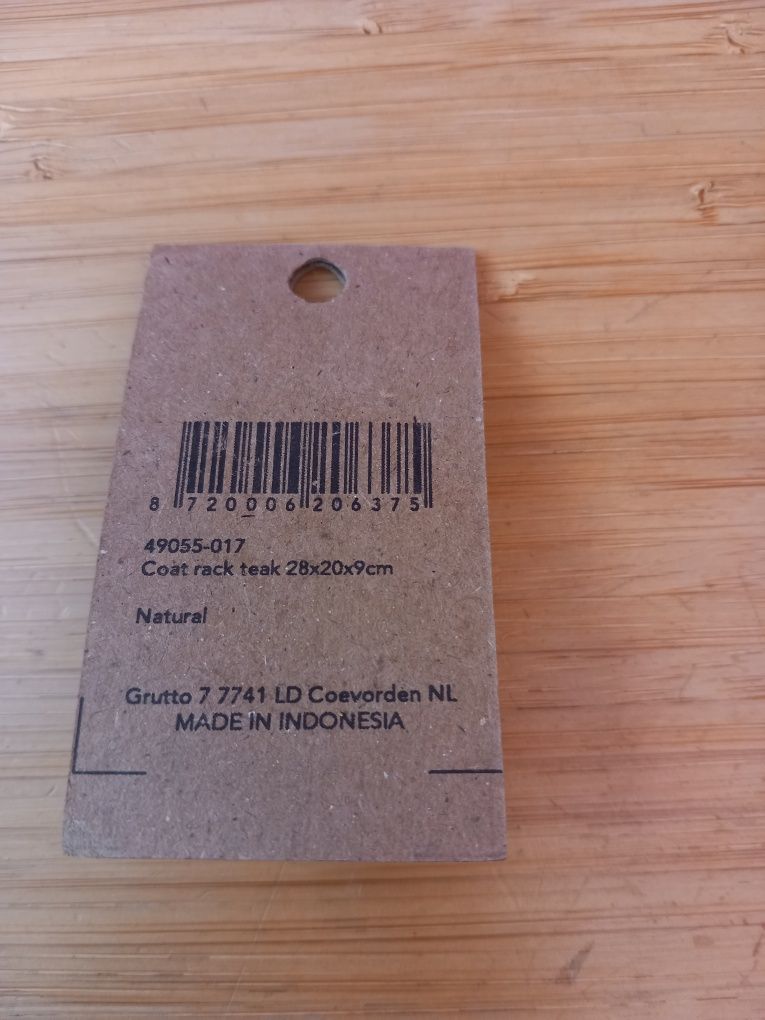 8 720006 206375
49055-017
Coat rack teak 28x20x9cm
Natural
Grutto 7 7741 LD Coevorden NL
MADE IN INDONESIA